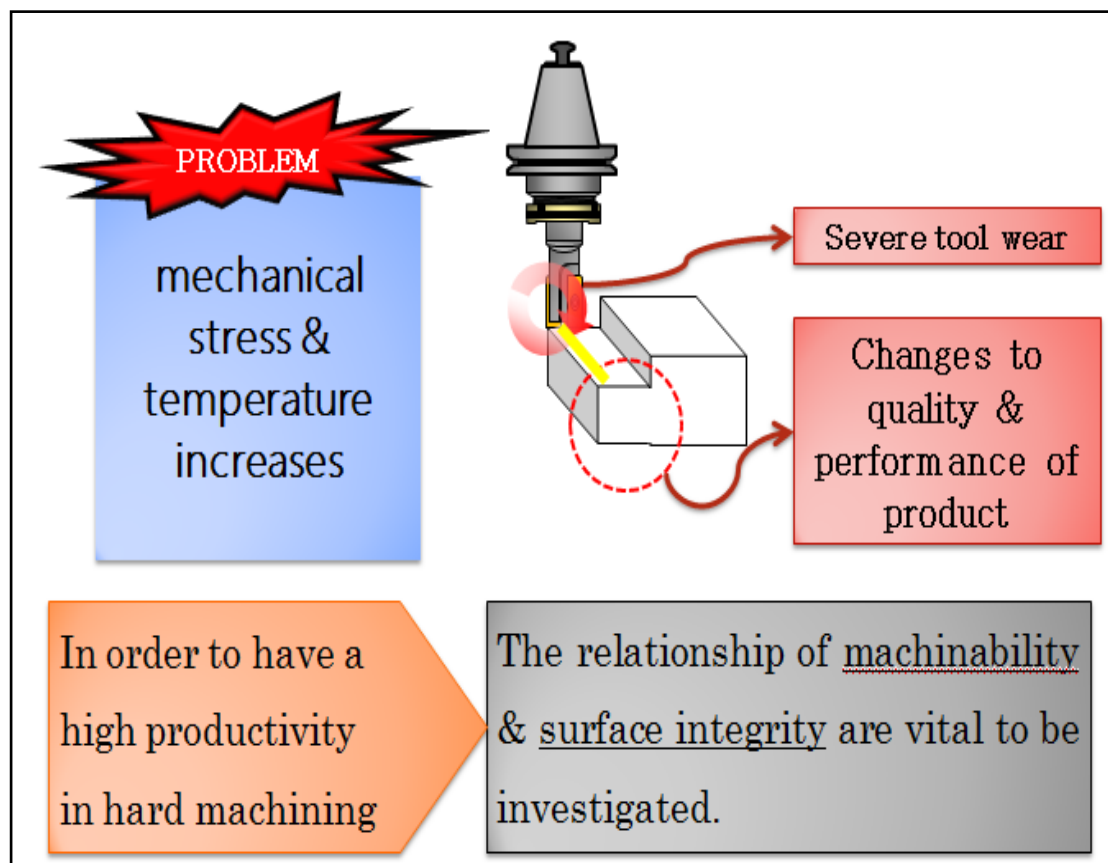 PROBLEM
mechanical
stress &
temperature
increases
Severe tool wear
Changes to
quality &
performance of
product
In order to have a
high productivity
in hard machining
The relationship of machinability
& surface integrity are vital to be
investigated.